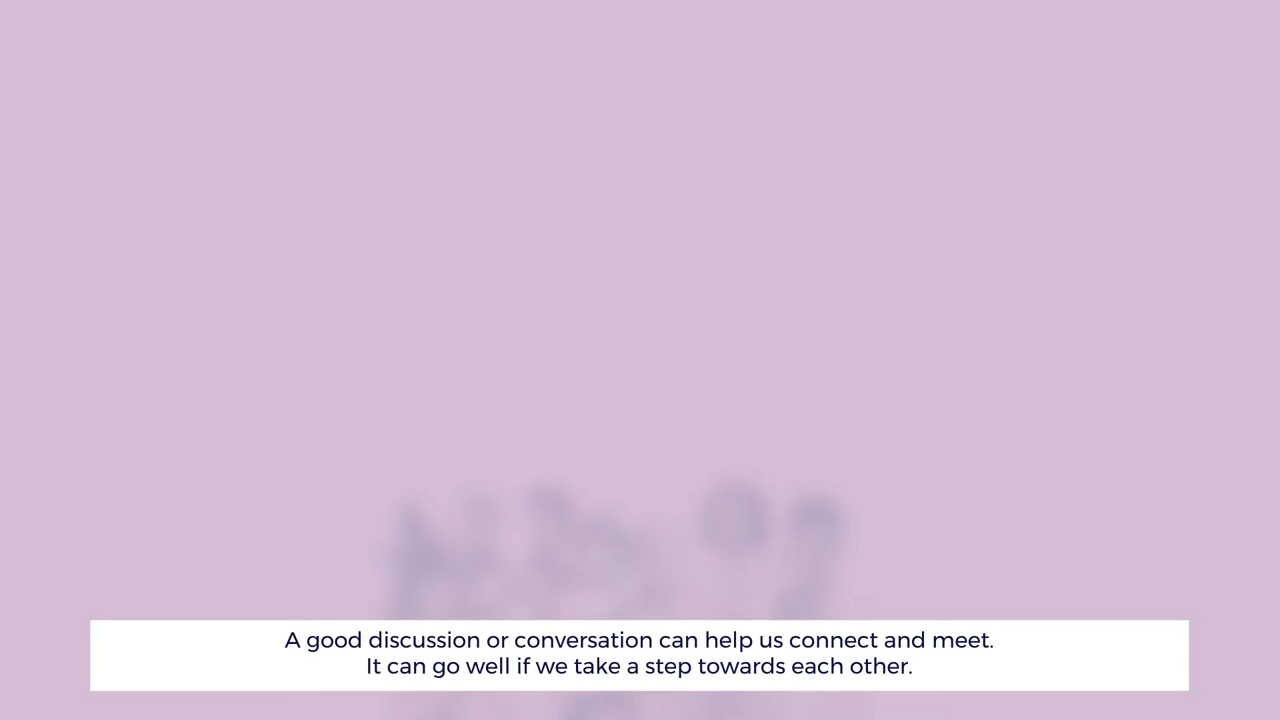 A good discussion or conversation can help us connect and meet.
It can go well if we take a step towards each other.